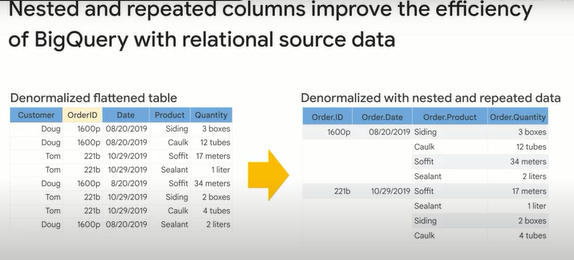 Nested and repeated columns improve the efficiency
of BigQuery with relational source data
Denormalized flattened table
Customer OrderID Date Product Quantity
Doug 1600p 08/20/2019 Siding 3 boxes
Doug 1600p 08/20/2019 Caulk 12 tubes
Tom 221b 10/29/2019 Soffit 17 meters
Tom 221b 10/29/2019 Sealant 1 liter
Doug 1600p 8/20/2019 Soffit 34 meters
Tom 221b 10/29/2019 Siding 2 boxes
Tom 221b 10/29/2019 Caulk 4 tubes
Doug 1600p 08/20/2019 Sealant 2 liters
Denormalized with nested and repeated data
Order.ID Order.Date Order.Product Order.Quantity
1600p 08/20/2019 Siding 3 boxes
Caulk 12 tubes
Soffit 34 meters
Sealant 2 liters
221b 10/29/2019 Soffit 17 meters
Sealant 1 liter
Siding 2 boxes
Caulk 4 tubes